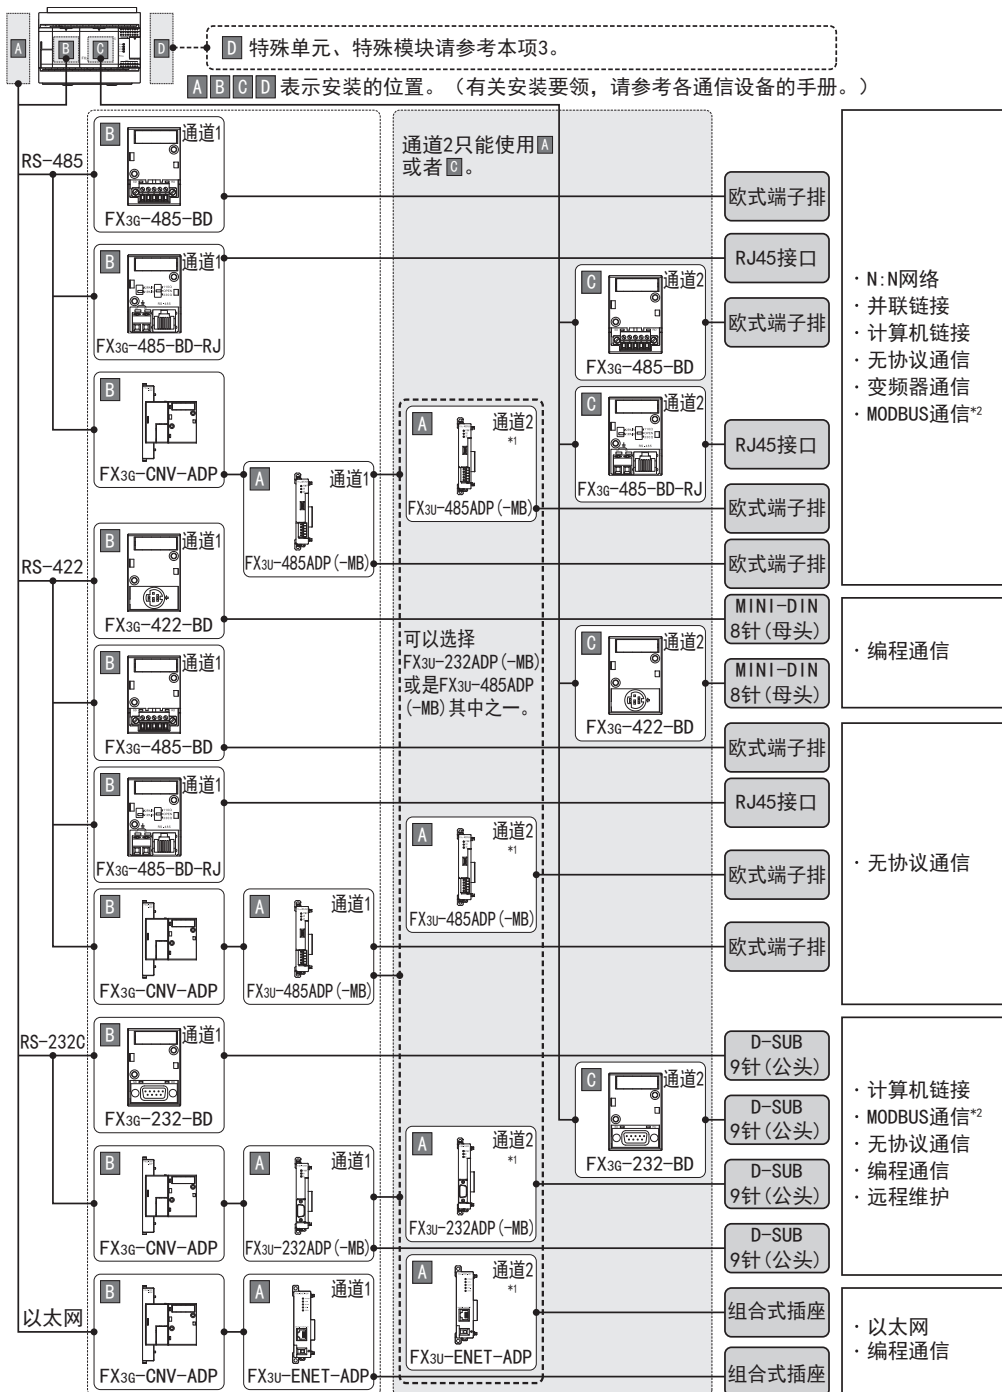 A B C D D 特殊单元、特殊模块请参考本项3。
A B C D 表示安装的位置。（有关安装要领，请参考各通信设备的手册。）
通道2只能使用A
或者C。
RS-485
B 通道1
FX3G-485-BD
欧式端子排
B 通道1
FX3G-485-BD-RJ
RJ45接口
C 通道2
FX3G-485-BD
欧式端子排
B
FX3G-CNV-ADP
A 通道1
FX3U-485ADP(-MB)
A 通道2
*1
FX3U-485ADP(-MB)
C 通道2
FX3G-485-BD-RJ
RJ45接口
欧式端子排
欧式端子排
·N:N网络
·并联链接
·计算机链接
·无协议通信
·变频器通信
·MODBUS通信*2
RS-422
B 通道1
FX3G-422-BD
MINI-DIN
8针(母头)
可以选择
FX3U-232ADP(-MB)
或是FX3U-485ADP
(-MB)其中之一。
C 通道2
FX3G-422-BD
MINI-DIN
8针(母头)
·编程通信
B 通道1
FX3G-485-BD
欧式端子排
B 通道1
FX3G-485-BD-RJ
RJ45接口
A 通道2
*1
FX3U-485ADP(-MB)
欧式端子排
B
FX3G-CNV-ADP
A 通道1
FX3U-485ADP(-MB)
欧式端子排
·无协议通信
RS-232C
B 通道1
FX3G-232-BD
D-SUB
9针(公头)
C 通道2
FX3G-232-BD
D-SUB
9针(公头)
B
FX3G-CNV-ADP
A 通道1
FX3U-232ADP(-MB)
A 通道2
*1
FX3U-232ADP(-MB)
D-SUB
9针(公头)
D-SUB
9针(公头)
·计算机链接
·MODBUS通信*2
·无协议通信
·编程通信
·远程维护
以太网
B
FX3G-CNV-ADP
A 通道1
FX3U-ENET-ADP
A 通道2
*1
FX3U-ENET-ADP
组合式插座
组合式插座
·以太网
·编程通信